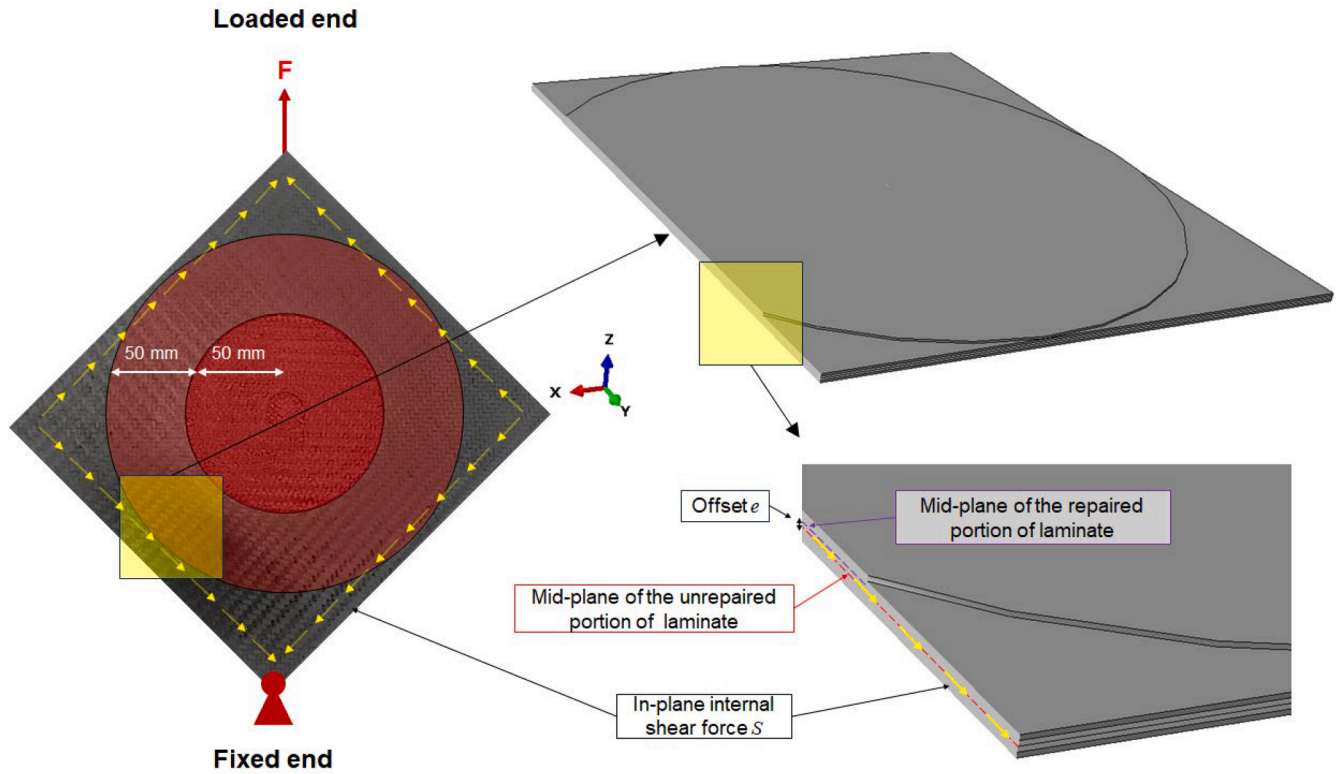 Loaded end
F
50 mm
50 mm
Z
X
Y
Offset e
Mid-plane of the repaired
portion of laminate
Mid-plane of the unrepaired
portion of laminate
In-plane internal
shear force S
Fixed end